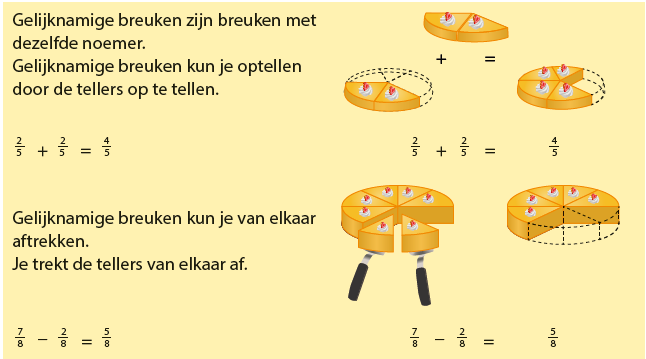 Gelijknamige breuken zijn breuken met
dezelfde noemer.
Gelijknamige breuken kun je optellen
door de tellers op te tellen.
+ =
2/5 + 2/5 = 4/5
2/5 + 2/5 = 4/5
Gelijknamige breuken kun je van elkaar
aftrekken.
Je trekt de tellers van elkaar af.
7/8 − 2/8 = 5/8
7/8 − 2/8 = 5/8